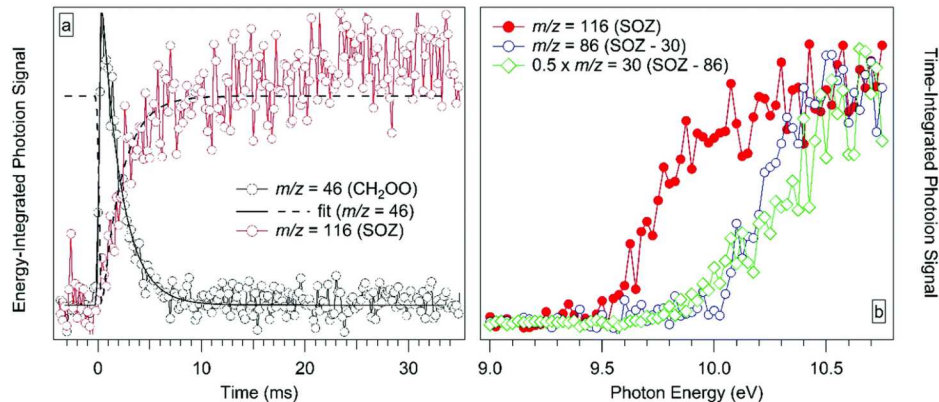 a
Energy-Integrated Photoion Signal
m/z = 46 (CH₂OO)
fit (m/z = 46)
m/z = 116 (SOZ)
0
10
20
30
Time (ms)
m/z = 116 (SOZ)
m/z = 86 (SOZ - 30)
0.5 x m/z = 30 (SOZ - 86)
Time-Integrated Photoion Signal
b
9.0
9.5
10.0
10.5
Photon Energy (eV)